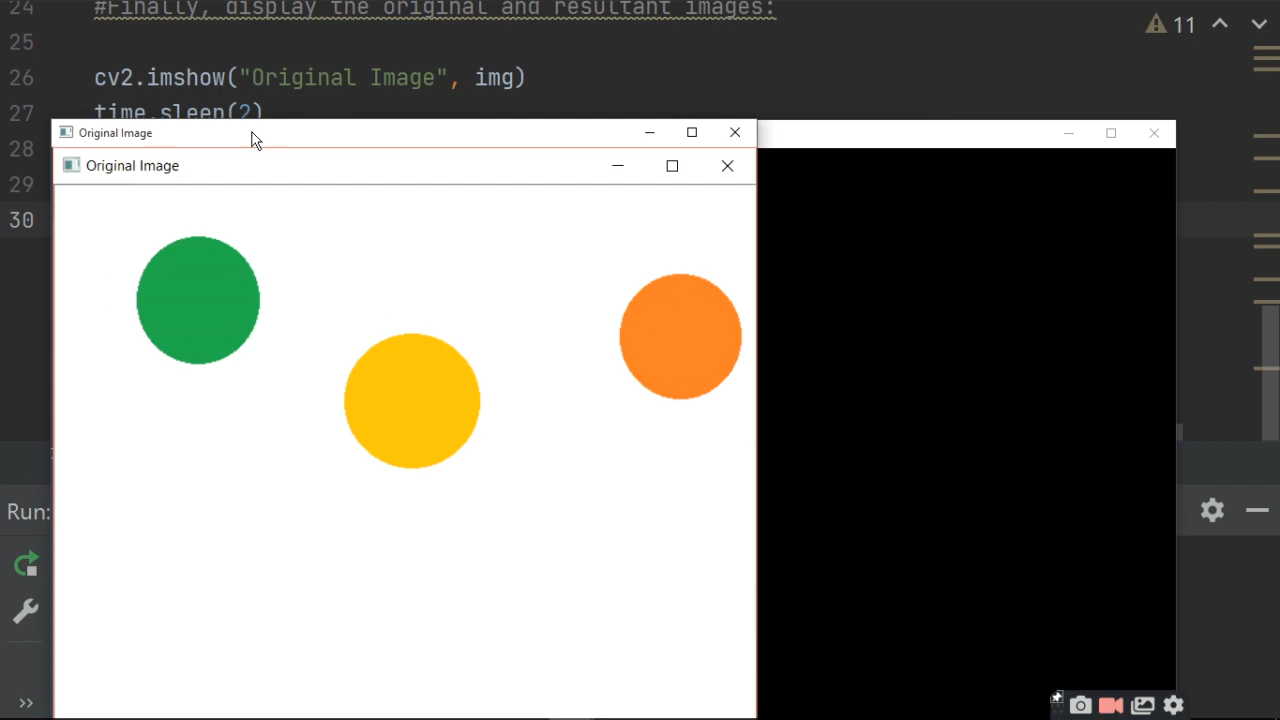 24 #Finally, display the original and resultant images:
11
25
26 cv2.imshow("Original Image", img)
27 time.sleep(2)
Original Image
28
Original Image
29
30
Run: